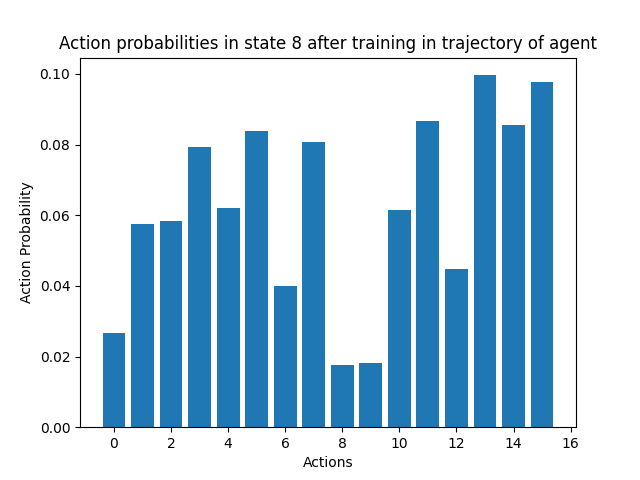 Action probabilities in state 8 after training in trajectory of agent
0.10
0.08
0.06
0.04
0.02
0.00
Action Probability
0 2 4 6 8 10 12 14 16
Actions